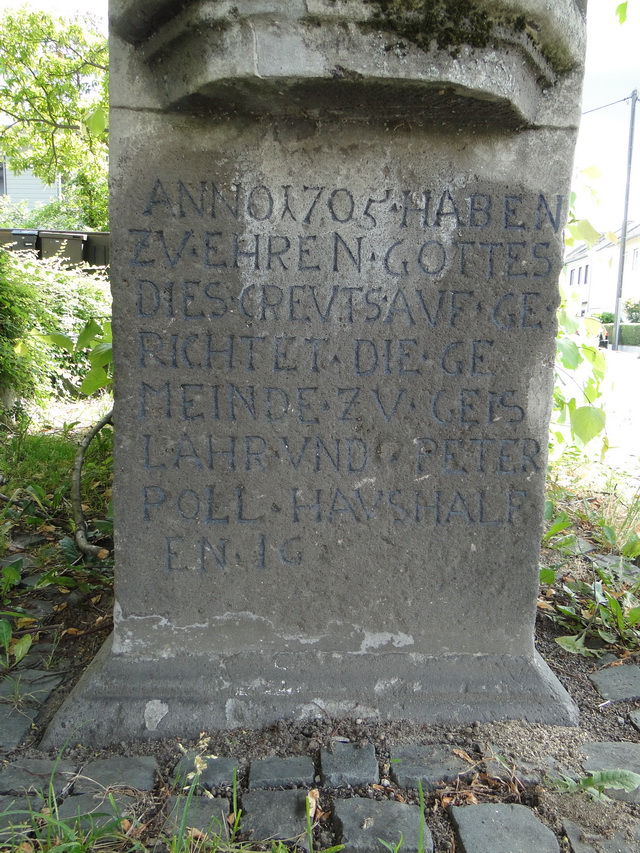 ANNO 1705 · HABEN
ZV · EHREN · GOTTES
DIES · CREVTS · AVF · GE
RICHTET · DIE · GE
MEINDE · ZV · GEIS
LAHR · VND PETER
POLL · HAVSHALF
EN · IG